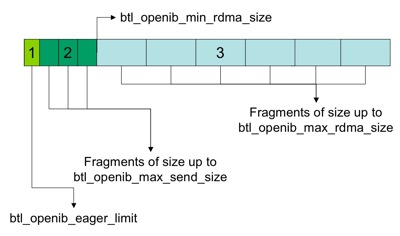 btl_openib_min_rdma_size
1 2 3
Fragments of size up to
btl_openib_max_rdma_size
Fragments of size up to
btl_openib_max_send_size
btl_openib_eager_limit